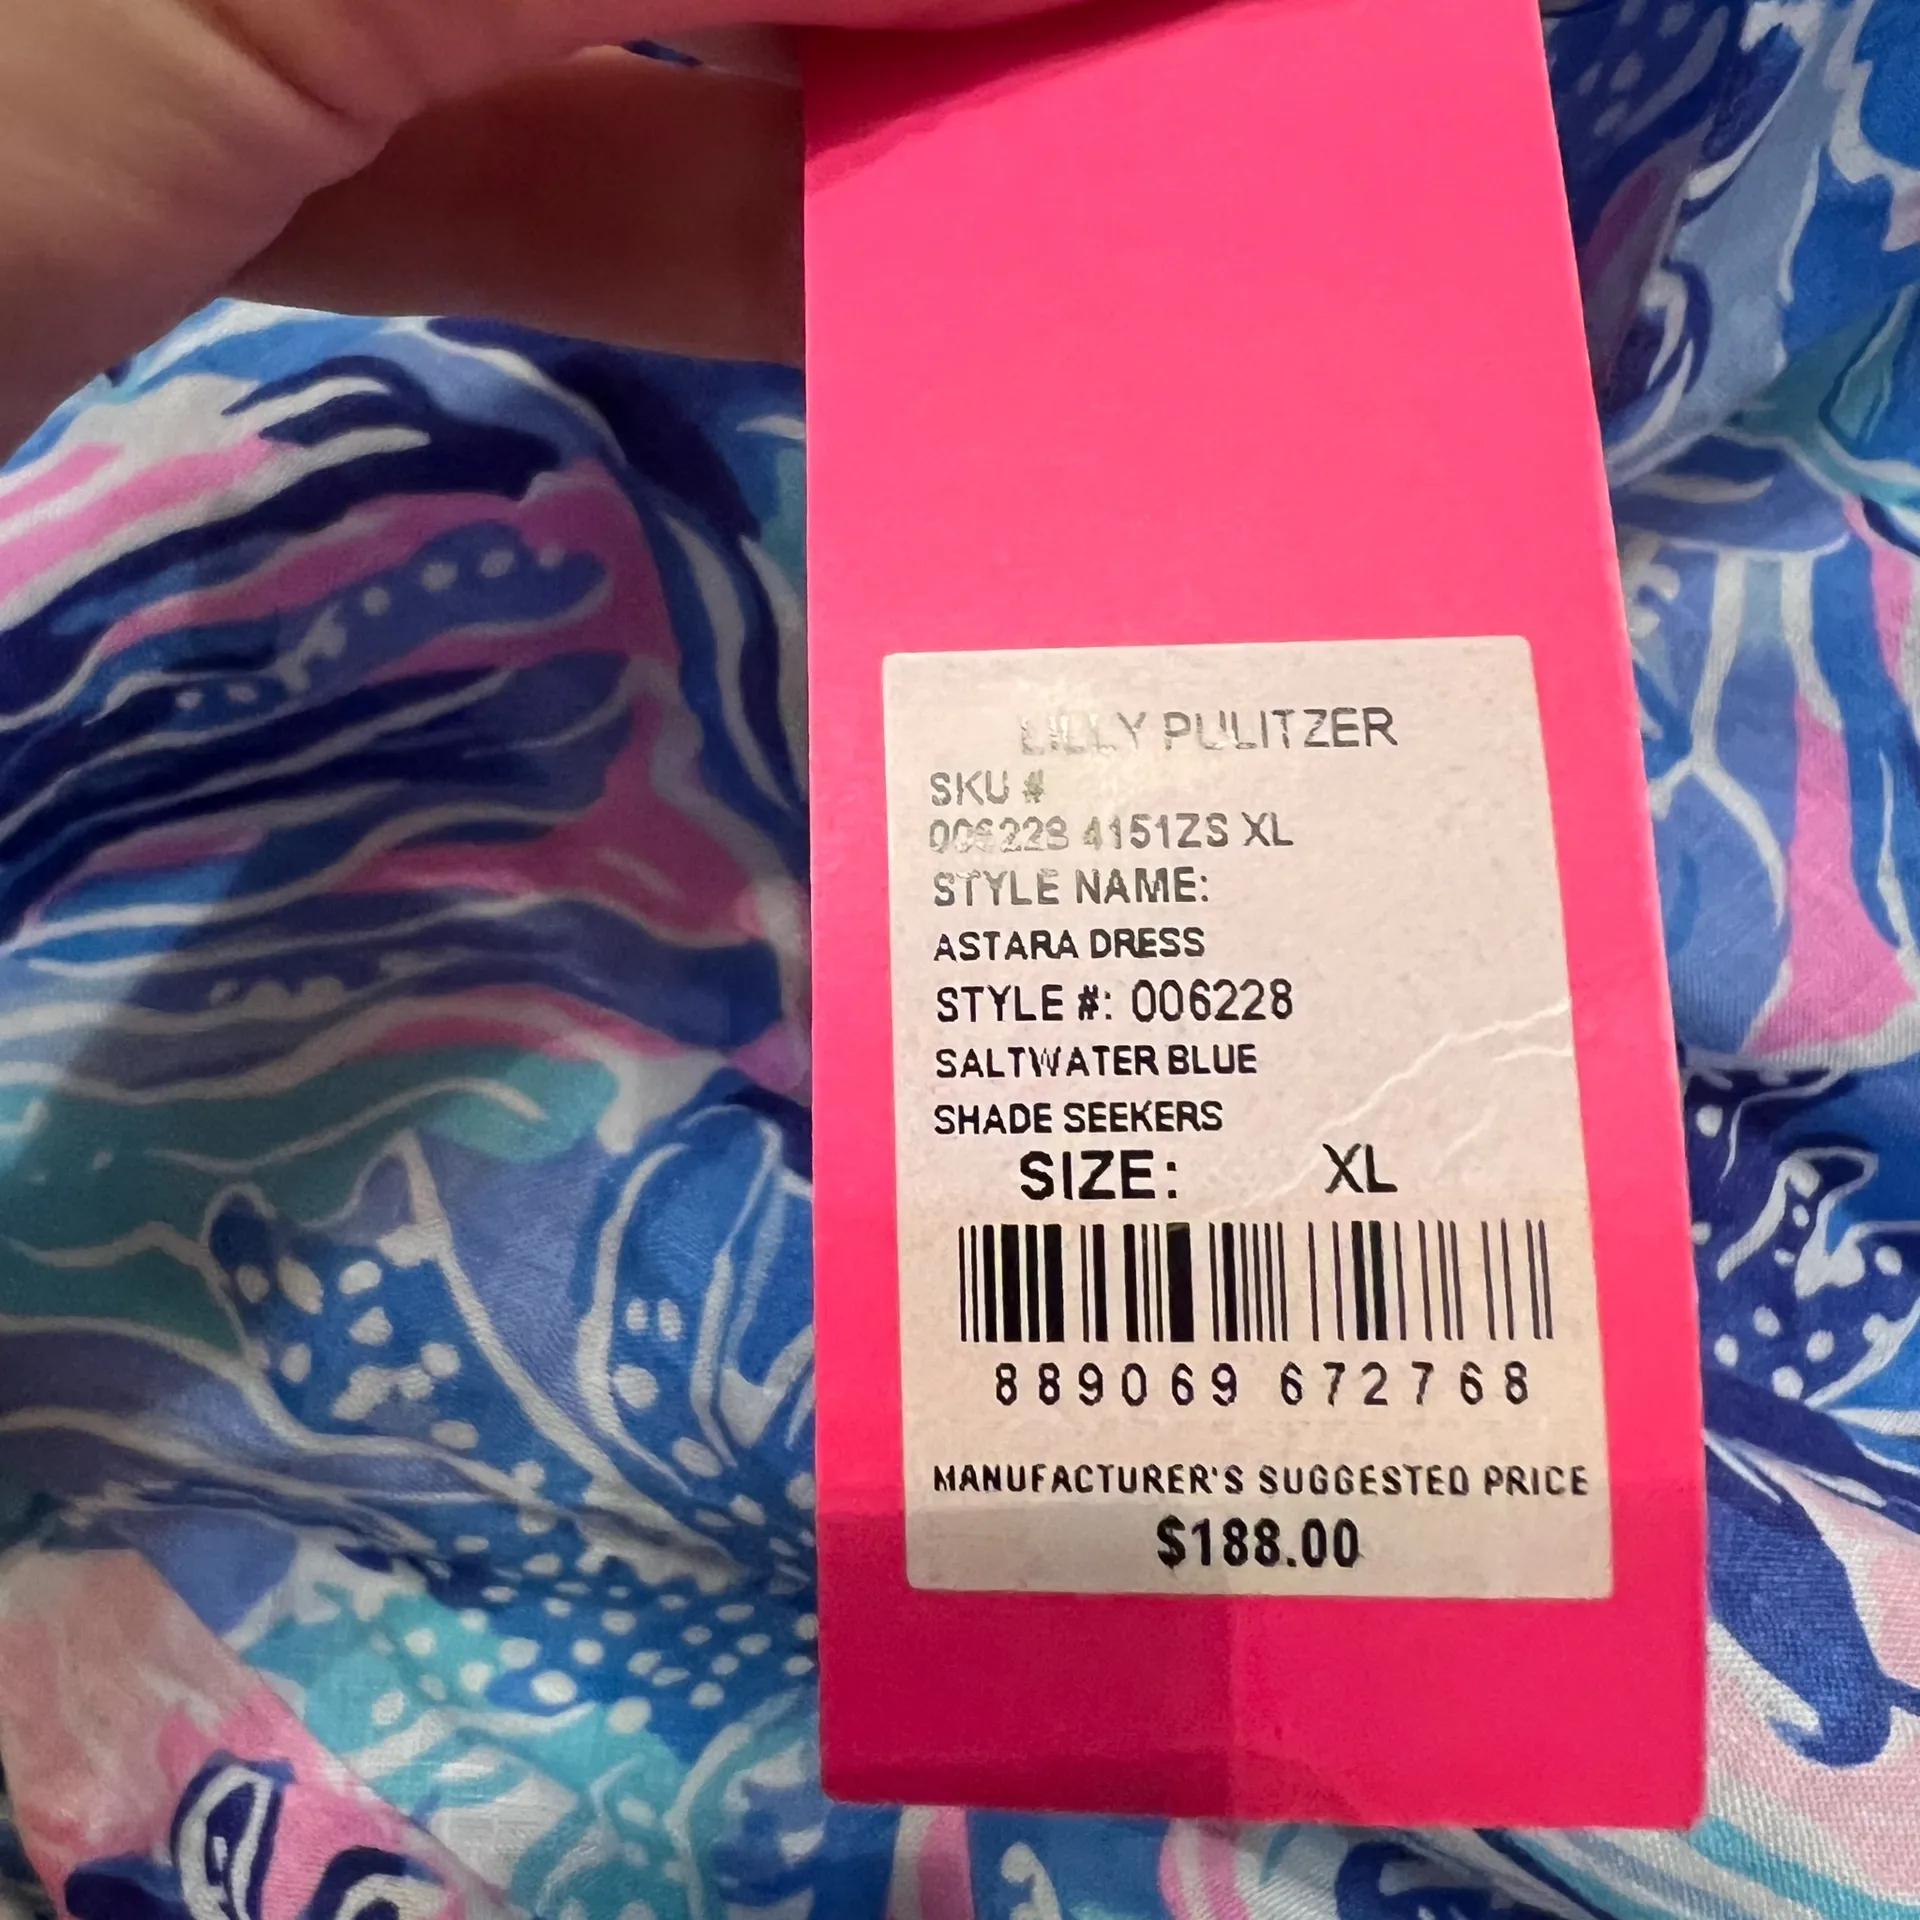 LILLY PULITZER
SKU #
006228 4151ZS XL
STYLE NAME:
ASTARA DRESS
STYLE #: 006228
SALTWATER BLUE
SHADE SEEKERS
SIZE: XL
889069 672768
MANUFACTURER'S SUGGESTED PRICE
$188.00